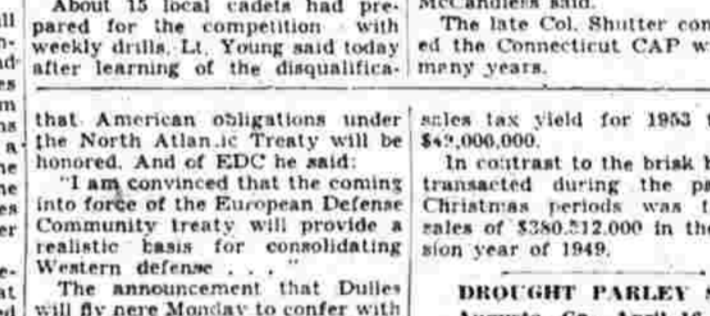 About 15 local cadets had pre-
pared for the competition with
weekly drills, Lt. Young said today
after learning of the disqualifica-
that American obligations under
the North Atlan.ic Treaty will be
honored. And of EDC he said:
"I am convinced that the coming
into force of the European Defense
Community treaty will provide a
realistic basis for consolidating
Western defense . . . "
The announcement that Dulles
will fly here Monday to confer with
McCandless said.
The late Col. Shutter con
ed the Connecticut CAP w
many years.
sales tax yield for 1953
$49,000,000.
In contrast to the brisk
transacted during the pa
Christmas periods was
sales of in the
sion year of 1949.
DROUGHT PARLEY